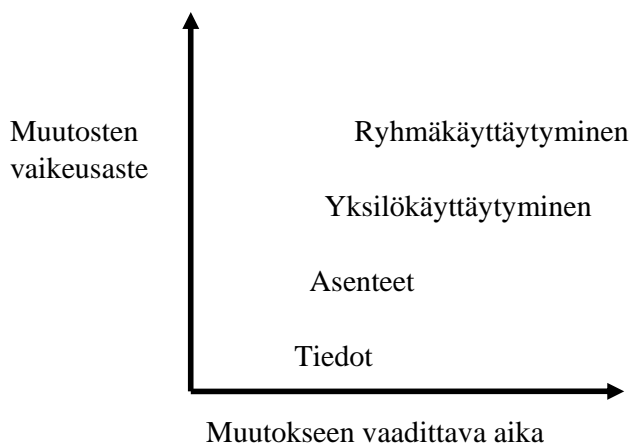 Muutosten
vaikeusaste
Ryhmäkäyttäytyminen
Yksilökäyttäytyminen
Asenteet
Tiedot
Muutokseen vaadittava aika